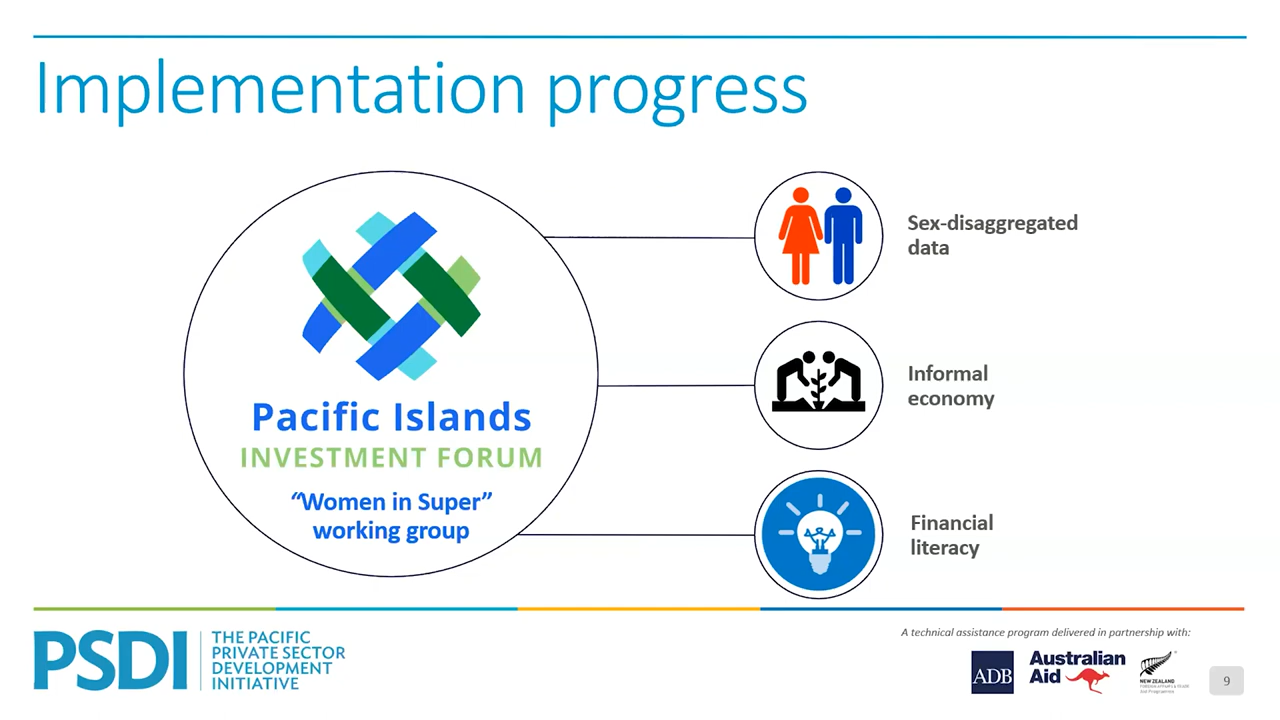 Implementation progress
Pacific Islands
INVESTMENT FORUM
“Women in Super”
working group
Sex-disaggregated
data
Informal
economy
Financial
literacy
PSDI
THE PACIFIC
PRIVATE SECTOR
DEVELOPMENT
INITIATIVE
A technical assistance program delivered in partnership with:
ADB
Australian
Aid
NEW ZEALAND
9